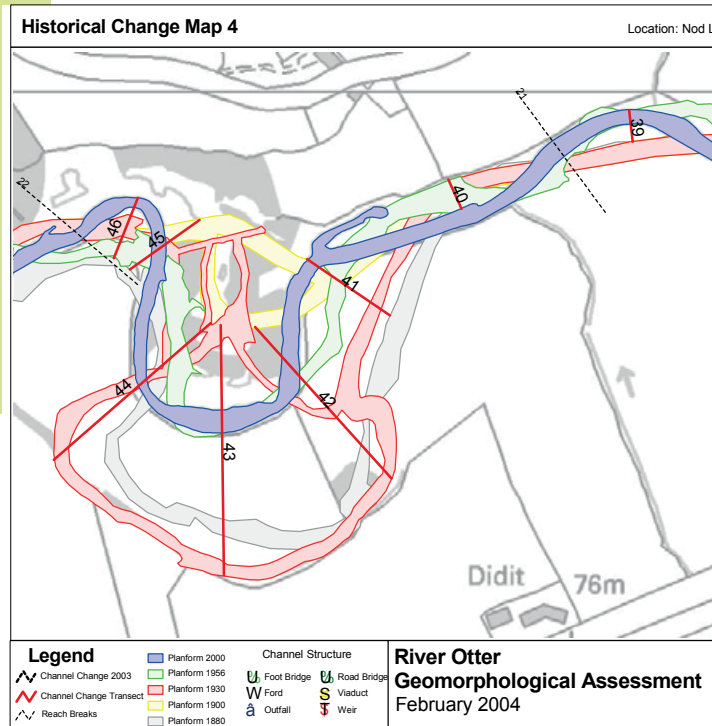 Historical Change Map 4
Location: Nod L
21
39
40
22
46
45
41
44
42
43
Didit
76m
Legend
Channel Change 2003
Channel Change Transect
Reach Breaks
Planform 2000
Planform 1956
Planform 1930
Planform 1900
Planform 1880
Channel Structure
Foot Bridge
Road Bridge
W Ford
S Viaduct
â Outfall
Weir
River Otter
Geomorphological Assessment
February 2004